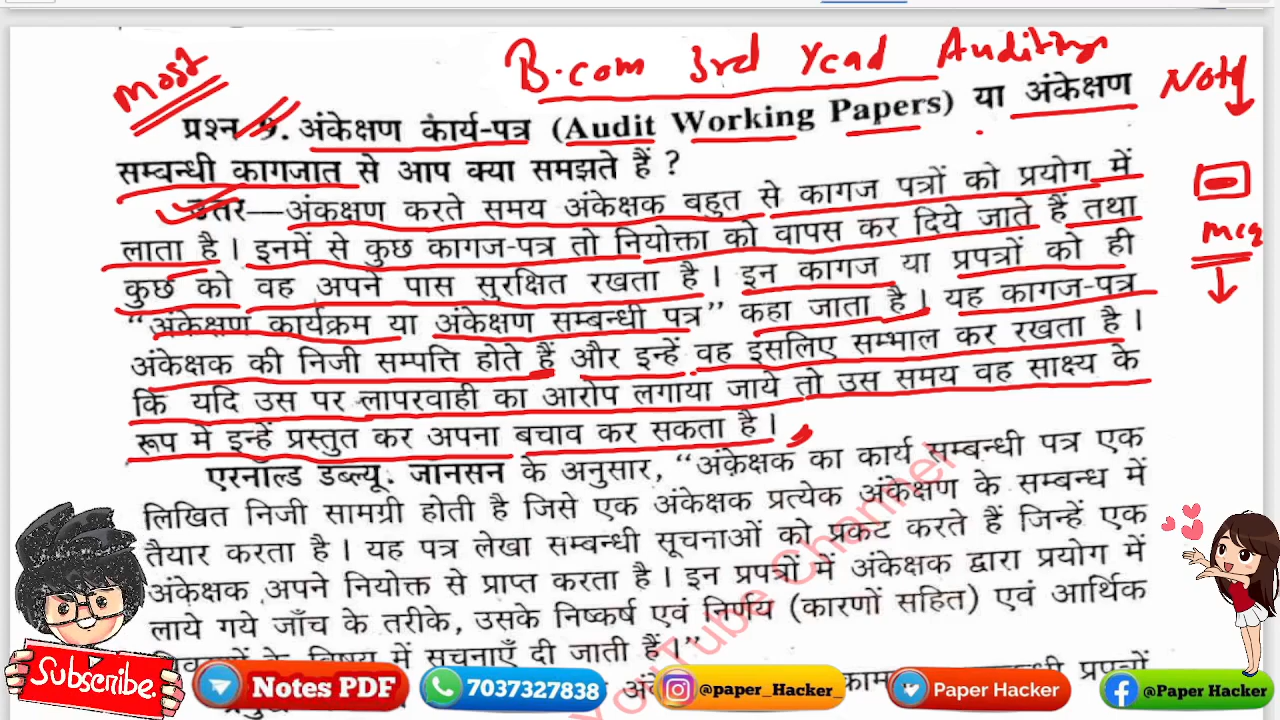 B.com 3rd Year Auditing
Most
Note
प्रश्न 9. अंकेक्षण कार्य-पत्र (Audit Working Papers) या अंकेक्षण
सम्बन्धी कागजात से आप क्या समझते हैं ?
उत्तर—अंकक्षण करते समय अंकेक्षक बहुत से कागज पत्रों को प्रयोग में
लाता है। इनमें से कुछ कागज-पत्र तो नियोक्ता को वापस कर दिये जाते हैं तथा
कुछ को वह अपने पास सुरक्षित रखता है। इन कागज या प्रपत्रों को ही
“अंकेक्षण कार्यक्रम या अंकेक्षण सम्बन्धी पत्र” कहा जाता है। यह कागज-पत्र
अंकेक्षक की निजी सम्पत्ति होते हैं और इन्हें वह इसलिए सम्भाल कर रखता है।
कि यदि उस पर लापरवाही का आरोप लगाया जाये तो उस समय वह साक्ष्य के
रूप में इन्हें प्रस्तुत कर अपना बचाव कर सकता है।
mcq
एरनॉल्ड डब्ल्यू. जॉनसन के अनुसार, “अंकेक्षक का कार्य सम्बन्धी पत्र एक
लिखित निजी सामग्री होती है जिसे एक अंकेक्षक प्रत्येक अंकेक्षण के सम्बन्ध में
तैयार करता है। यह पत्र लेखा सम्बन्धी सूचनाओं को प्रकट करते हैं जिन्हें एक
अंकेक्षक अपने नियोक्त से प्राप्त करता है। इन प्रपत्रों में अंकेक्षक द्वारा प्रयोग में
लाये गये जाँच के तरीके, उसके निष्कर्ष एवं निर्णय (कारणों सहित) एवं आर्थिक
के विषय में सूचनाएँ दी जाती हैं।”
YouTube Channel
Subscribe
Notes PDF
7037327838
@paper_Hacker_
Paper Hacker
@Paper Hacker